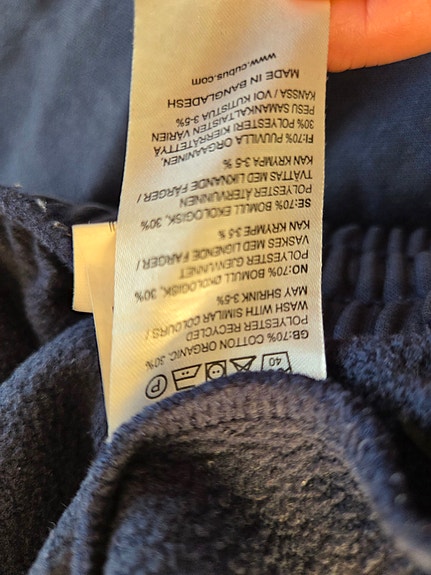 40 P
GB:70% COTTON ORGANIC, 30%
POLYESTER RECYCLED
WASH WITH SIMILAR COLOURS /
MAY SHRINK 3-5%
NO:70% BOMULL ØKOLOGISK, 30%
POLYESTER GJENVUNNET
VASKES MED LIGNENDE FARGER /
KAN KRYMPE 3-5 %
SE:70% BOMULL EKOLOGISK, 30%
POLYESTER ÅTERVUNNEN
TVÄTTAS MED LIKNANDE FÄRGER /
KAN KRYMPA 3-5 %
FI:70% PUUVILLA ORGAANINEN,
30% POLYESTER KIERRÄTETTYÄ
PESU SAMANKALTAISTEN VÄRIEN
KANSSA / VOI KUTISTUA 3-5%
MADE IN BANGLADESH
www.cubus.com